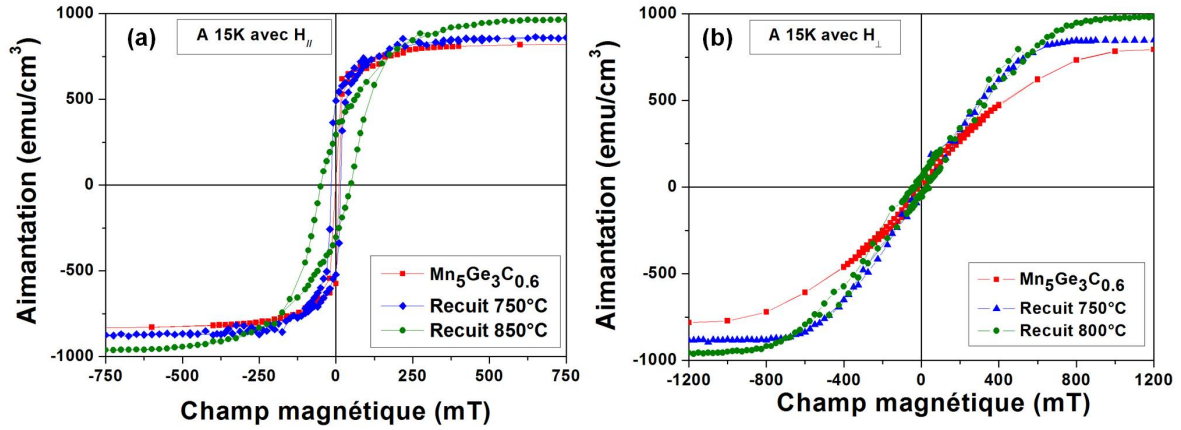 (a)
A 15K avec H//
Aimantation (emu/cm³)
1000
500
0
-500
-1000
Mn5Ge3C0.6
Recuit 750°C
Recuit 850°C
-750 -500 -250 0 250 500 750
Champ magnétique (mT)
(b)
A 15K avec H⊥
Aimantation (emu/cm³)
1000
500
0
-500
-1000
Mn5Ge3C0.6
Recuit 750°C
Recuit 800°C
-1200 -800 -400 0 400 800 1200
Champ magnétique (mT)